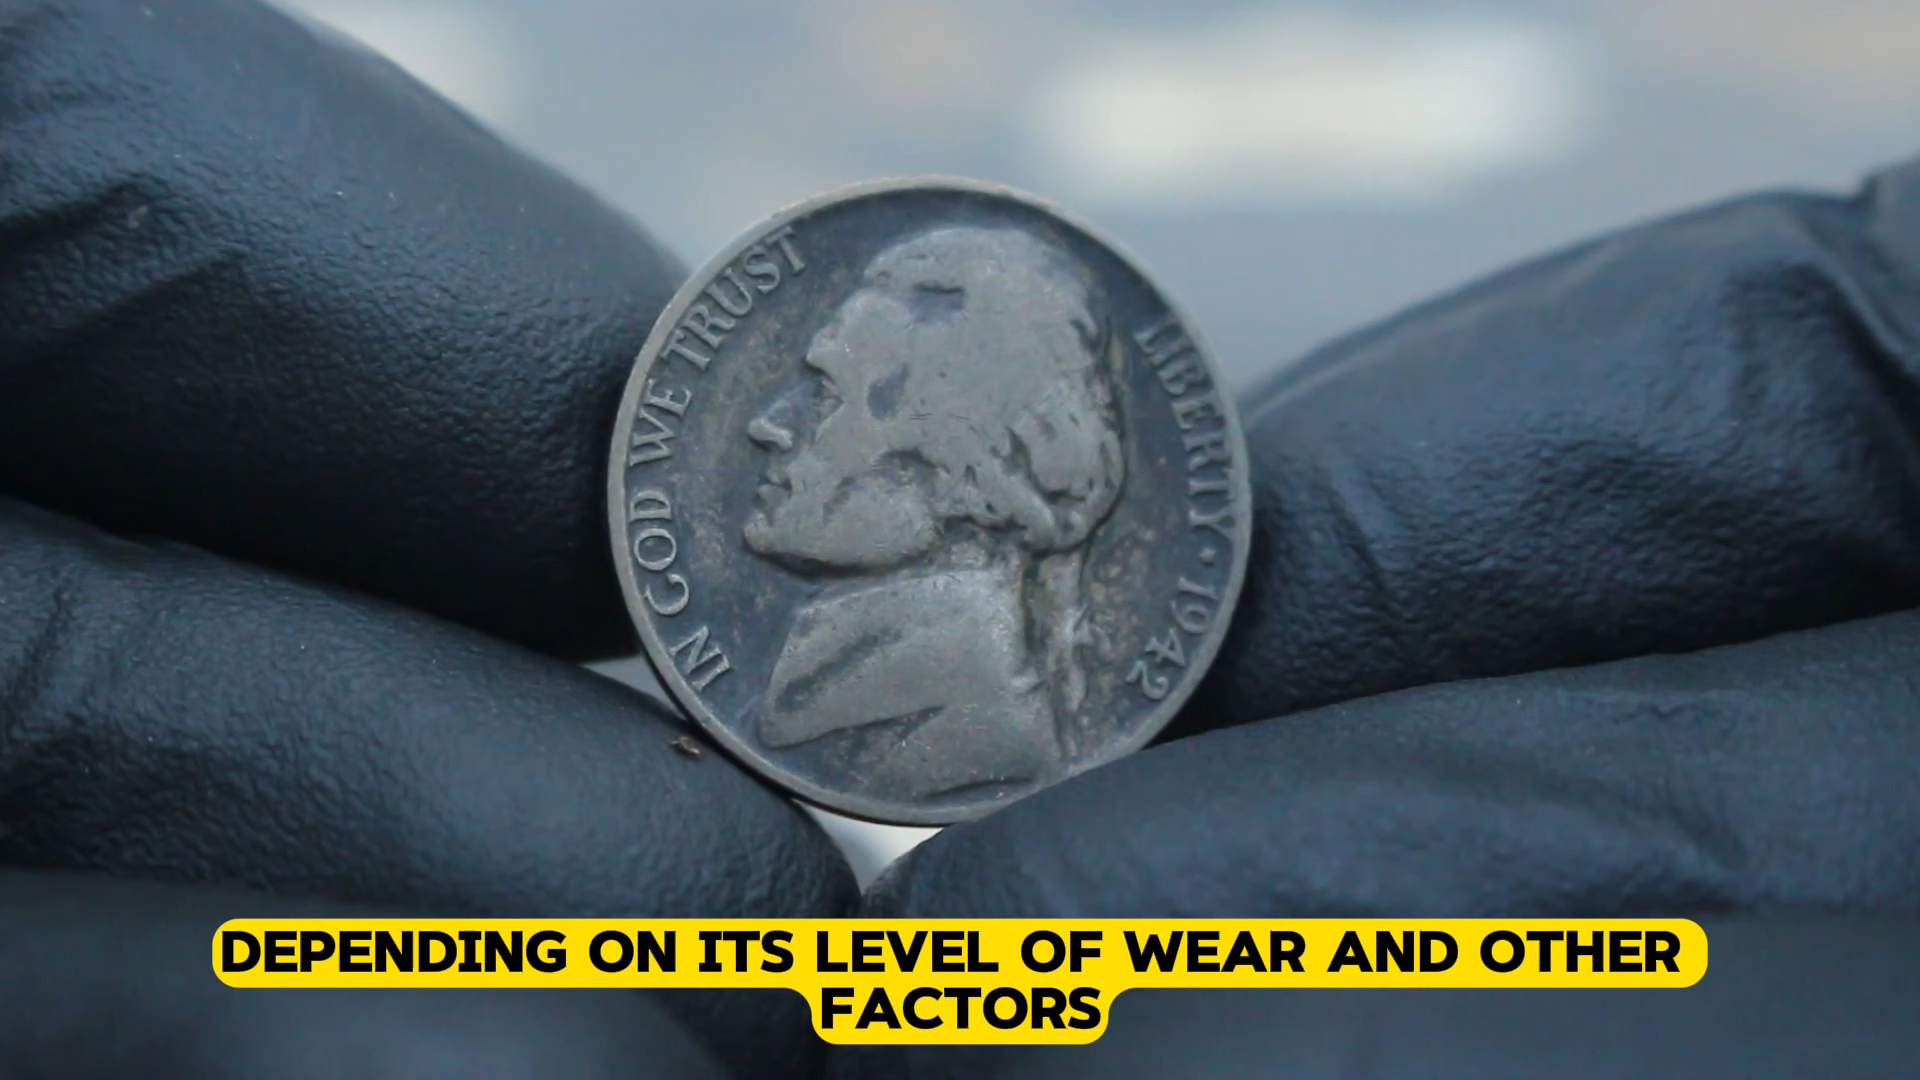 IN GOD WE TRUST
LIBERTY · 1942
DEPENDING ON ITS LEVEL OF WEAR AND OTHER
FACTORS